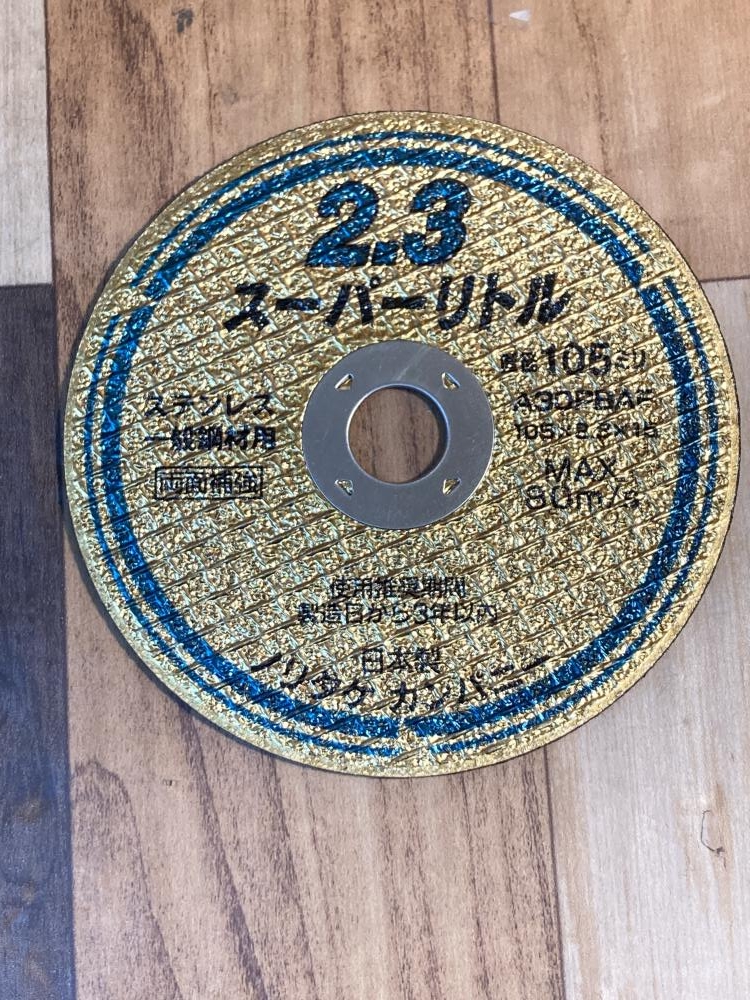 2.3
スーパーリトル
直径105ミリ
105×2.3×15
MAX
80m/s
ステンレス
一般鋼材用
両面補強
使用推奨期間
製造日から3年以内
日本製
ノリタケ カンパニー